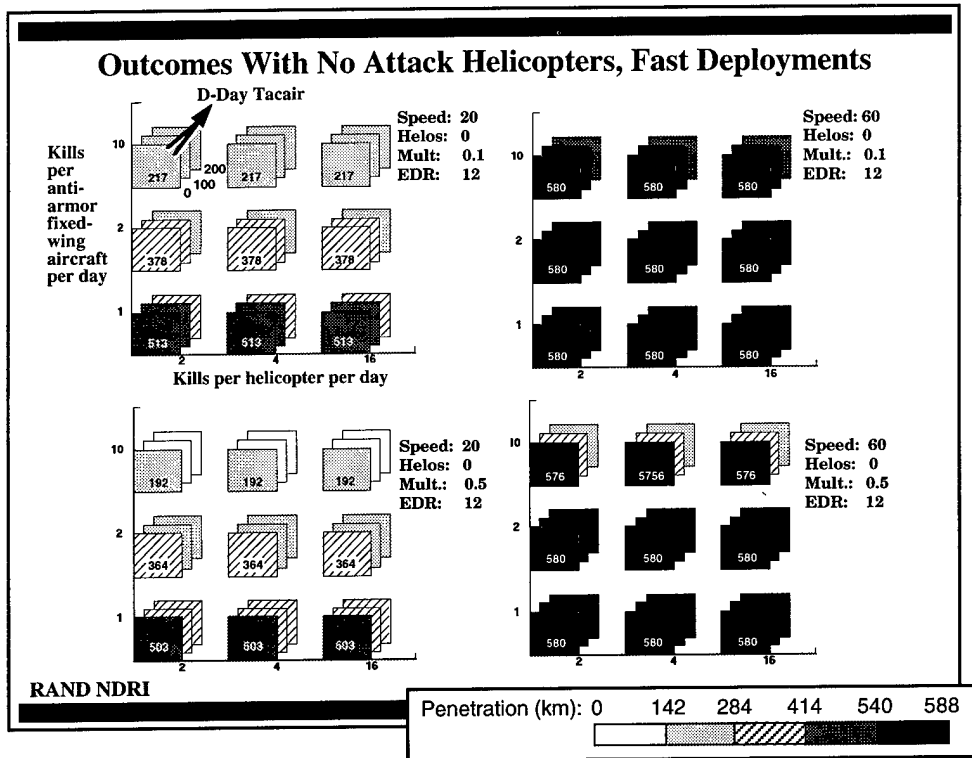 Outcomes With No Attack Helicopters, Fast Deployments
D-Day Tacair
Kills
per
anti-
armor
fixed-
wing
aircraft
per day
10
217
217
217
0 100 200
2
378
378
378
1
513
513
513
2 4 16
Kills per helicopter per day
Speed: 20
Helos: 0
Mult: 0.1
EDR: 12
10
580
580
580
2
580
580
580
1
580
580
580
2 4 16
Speed: 60
Helos: 0
Mult.: 0.1
EDR: 12
10
192
192
192
2
364
364
364
1
503
603
603
2 4 16
Speed: 20
Helos: 0
Mult.: 0.5
EDR: 12
10
576
5756
576
2
580
580
580
1
580
580
580
2 4 16
Speed: 60
Helos: 0
Mult.: 0.5
EDR: 12
RAND NDRI
Penetration (km): 0 142 284 414 540 588